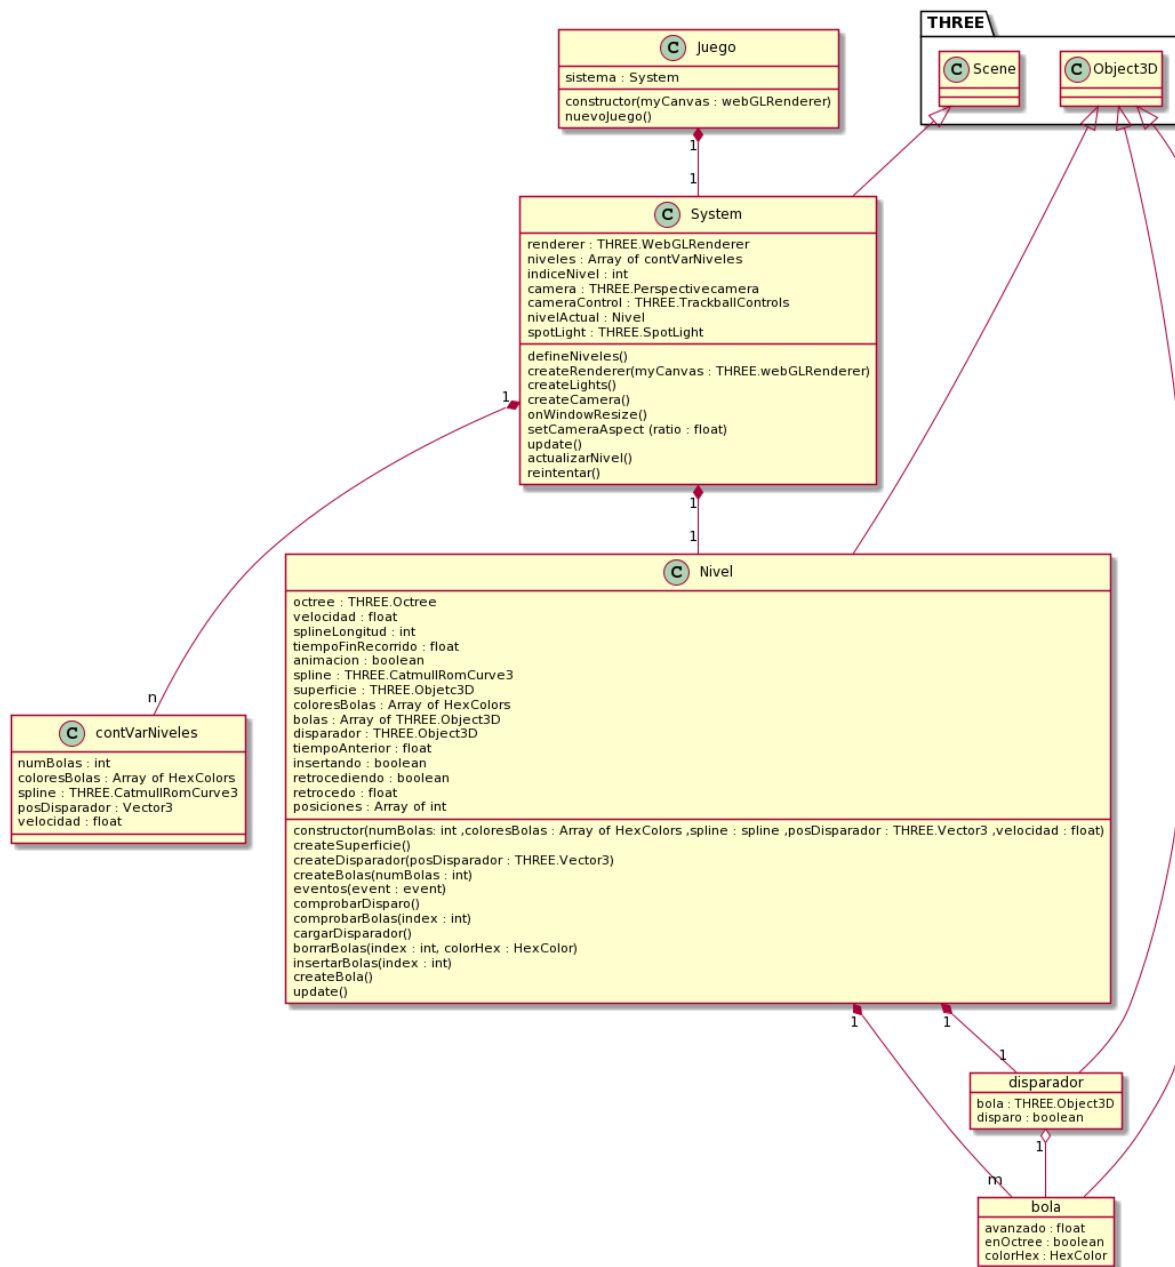 THREE
C Scene
C Object3D
C Juego
sistema : System
constructor(myCanvas : webGLRenderer)
nuevoJuego()
1
1
C System
renderer : THREE.WebGLRenderer
niveles : Array of contVarNiveles
indiceNivel : int
camera : THREE.Perspectivecamera
cameraControl : THREE.TrackballControls
nivelActual : Nivel
spotLight : THREE.SpotLight
defineNiveles()
createRenderer(myCanvas : THREE.webGLRenderer)
createLights()
createCamera()
onWindowResize()
setCameraAspect (ratio : float)
update()
actualizarNivel()
reintentar()
1
n
1
1
C Nivel
octree : THREE.Octree
velocidad : float
splineLongitud : int
tiempoFinRecorrido : float
animacion : boolean
spline : THREE.CatmullRomCurve3
superficie : THREE.Objetc3D
coloresBolas : Array of HexColors
bolas : Array of THREE.Object3D
disparador : THREE.Object3D
tiempoAnterior : float
insertando : boolean
retrocediendo : boolean
retrocedo : float
posiciones : Array of int
constructor(numBolas: int ,coloresBolas : Array of HexColors ,spline : spline ,posDisparador : THREE.Vector3 ,velocidad : float)
createSuperficie()
createDisparador(posDisparador : THREE.Vector3)
createBolas(numBolas : int)
eventos(event : event)
comprobarDisparo()
comprobarBolas(index : int)
cargarDisparador()
borrarBolas(index : int, colorHex : HexColor)
insertarBolas(index : int)
createBola()
update()
C contVarNiveles
numBolas : int
coloresBolas : Array of HexColors
spline : THREE.CatmullRomCurve3
posDisparador : Vector3
velocidad : float
1
1
1
disparador
bola : THREE.Object3D
disparo : boolean
1
m
bola
avanzado : float
enOctree : boolean
colorHex : HexColor